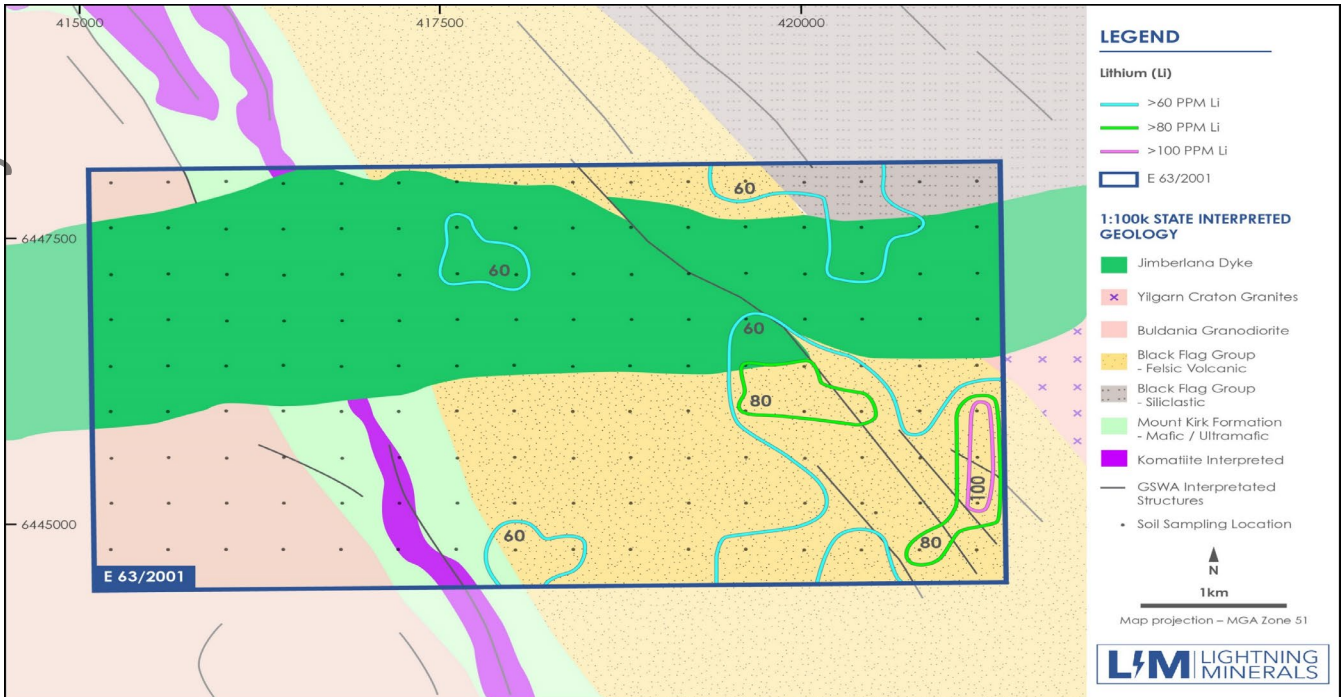 415000
417500
420000
6447500
6445000
60
60
60
80
100
60
80
E 63/2001
LEGEND
Lithium (Li)
>60 PPM Li
>80 PPM Li
>100 PPM Li
E 63/2001
1:100k STATE INTERPRETED
GEOLOGY
Jimberlana Dyke
Yilgarn Craton Granites
Buldania Granodiorite
Black Flag Group
- Felsic Volcanic
Black Flag Group
- Siliclastic
Mount Kirk Formation
- Mafic / Ultramafic
Komatiite Interpreted
GSWA Interpretated
Structures
Soil Sampling Location
N
1km
Map projection – MGA Zone 51
LM LIGHTNING
MINERALS